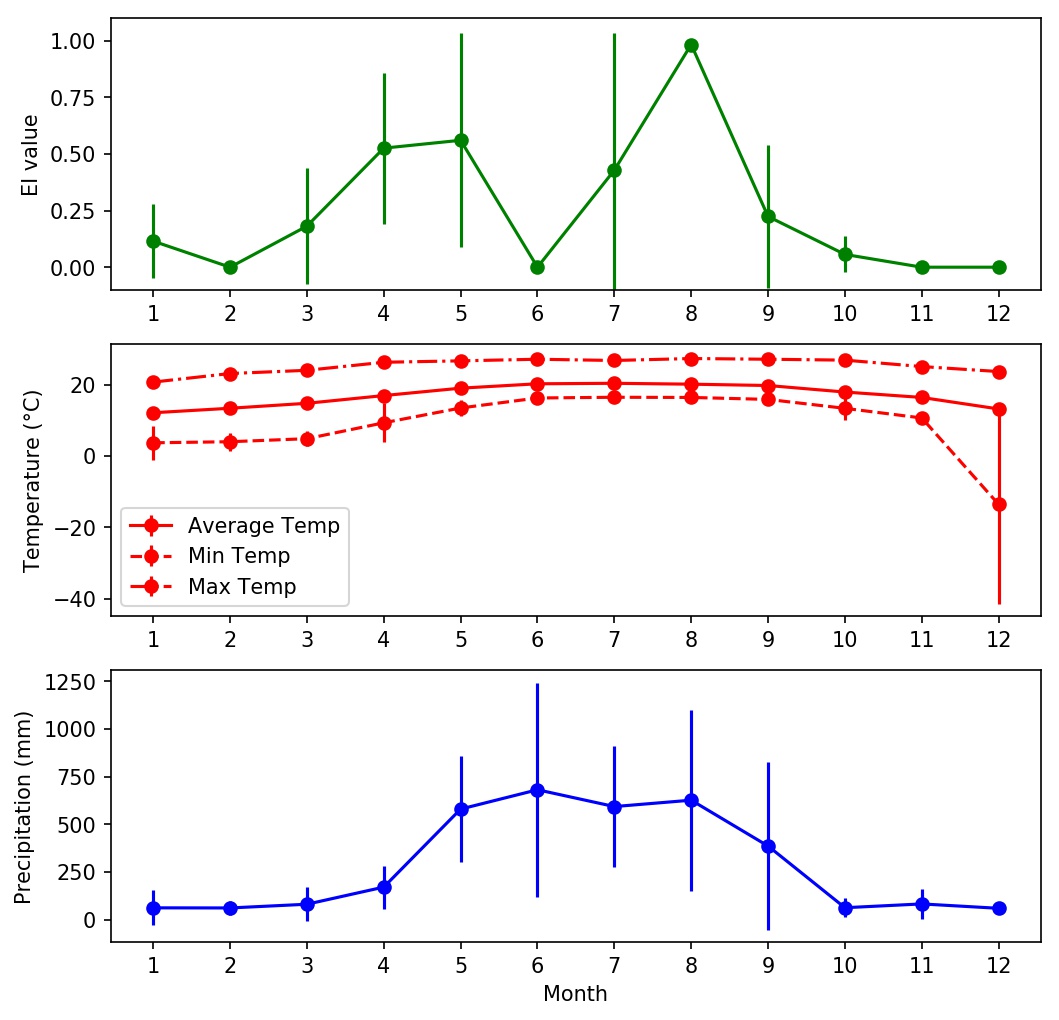 EI value
1.00
0.75
0.50
0.25
0.00
1 2 3 4 5 6 7 8 9 10 11 12
Temperature (°C)
20
0
−20
−40
Average Temp
Min Temp
Max Temp
1 2 3 4 5 6 7 8 9 10 11 12
Precipitation (mm)
1250
1000
750
500
250
0
1 2 3 4 5 6 7 8 9 10 11 12
Month